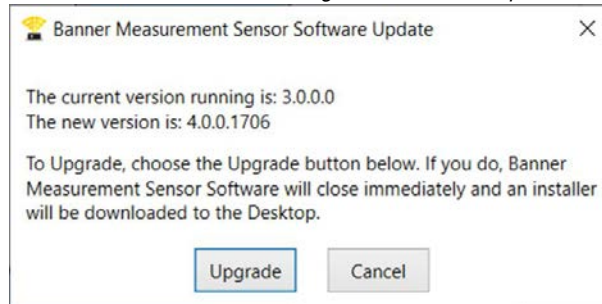 Banner Measurement Sensor Software Update
The current version running is: 3.0.0.0
The new version is: 4.0.0.1706
To Upgrade, choose the Upgrade button below. If you do, Banner
Measurement Sensor Software will close immediately and an installer
will be downloaded to the Desktop.
Upgrade Cancel